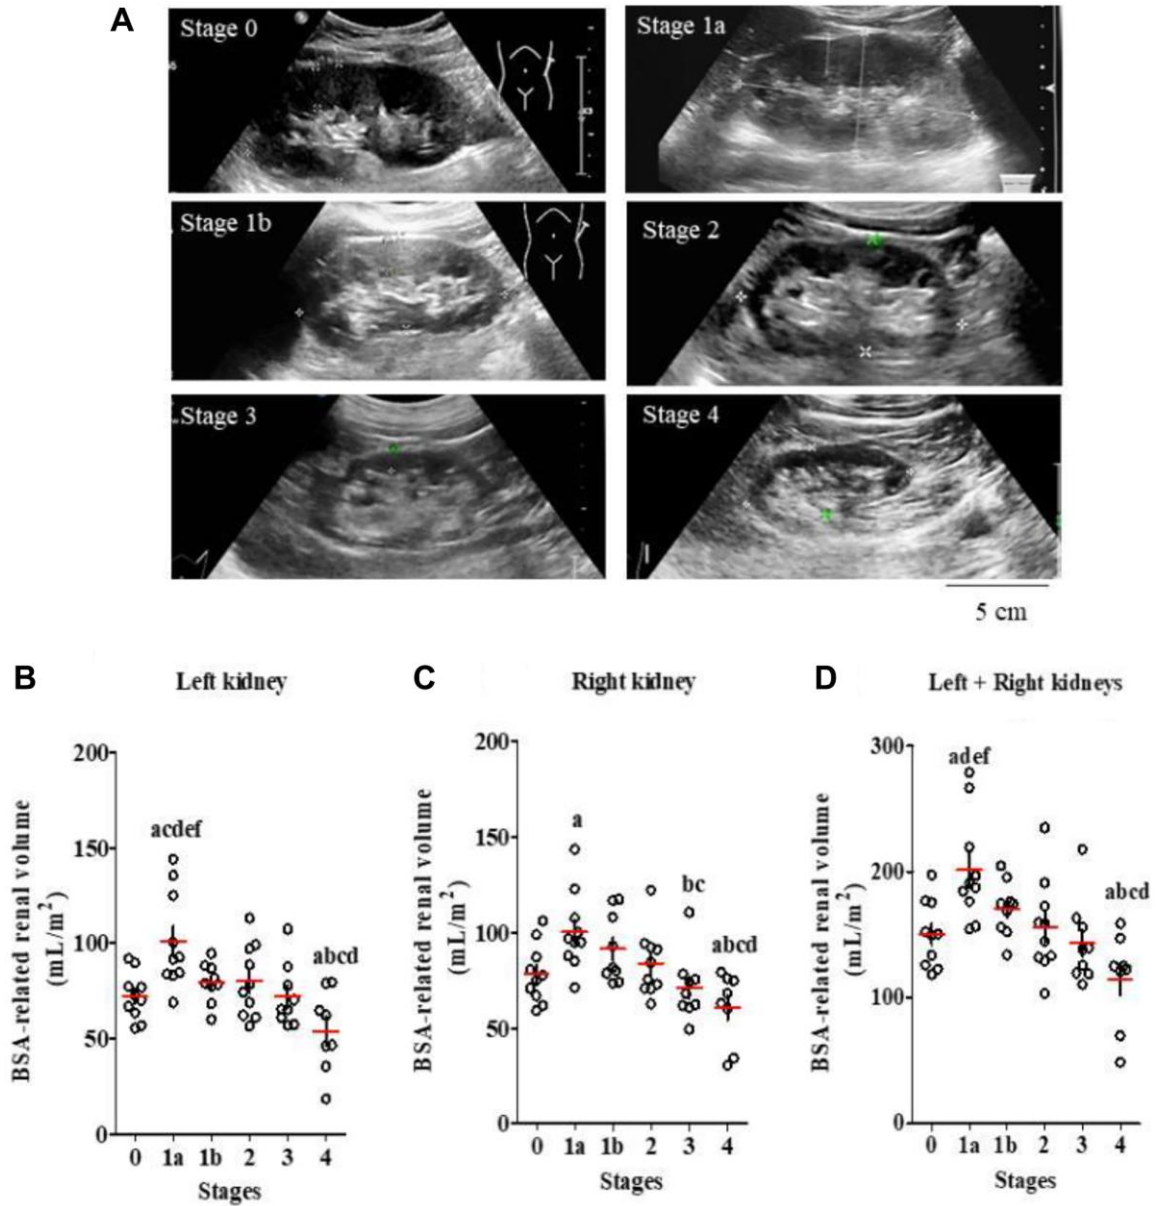 A
Stage 0
Stage 1a
Stage 1b
Stage 2
Stage 3
Stage 4
5 cm
B
Left kidney
BSA-related renal volume
(mL/m²)
200
150
100
50
0
acdef
abcd
0 1a 1b 2 3 4
Stages
C
Right kidney
BSA-related renal volume
(mL/m²)
200
150
100
50
0
a
bc
abcd
0 1a 1b 2 3 4
Stages
D
Left + Right kidneys
BSA-related renal volume
(mL/m²)
300
200
100
0
adef
abcd
0 1a 1b 2 3 4
Stages